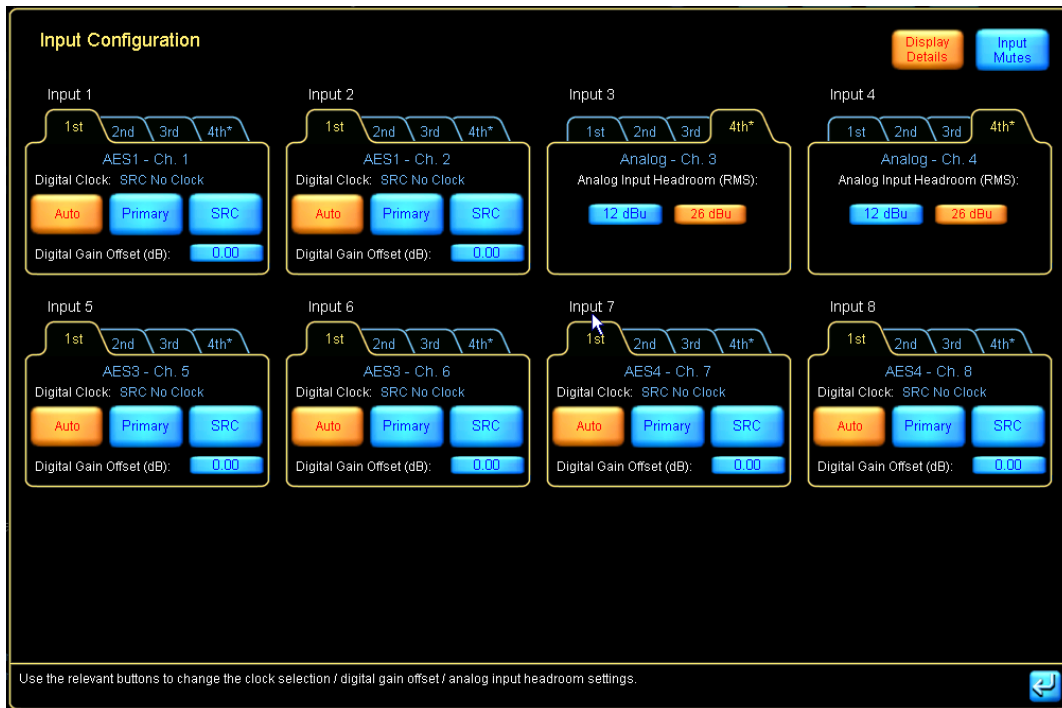 Input Configuration
Display Details
Input Mutes
Input 1
Input 2
Input 3
Input 4
1st 2nd 3rd 4th*
1st 2nd 3rd 4th*
1st 2nd 3rd 4th*
1st 2nd 3rd 4th*
AES1 - Ch. 1
AES1 - Ch. 2
Analog - Ch. 3
Analog - Ch. 4
Digital Clock: SRC No Clock
Digital Clock: SRC No Clock
Analog Input Headroom (RMS):
Analog Input Headroom (RMS):
Auto Primary SRC
Auto Primary SRC
12 dBu 26 dBu
12 dBu 26 dBu
Digital Gain Offset (dB): 0.00
Digital Gain Offset (dB): 0.00
Input 5
Input 6
Input 7
Input 8
1st 2nd 3rd 4th*
1st 2nd 3rd 4th*
1st 2nd 3rd 4th*
1st 2nd 3rd 4th*
AES3 - Ch. 5
AES3 - Ch. 6
AES4 - Ch. 7
AES4 - Ch. 8
Digital Clock: SRC No Clock
Digital Clock: SRC No Clock
Digital Clock: SRC No Clock
Digital Clock: SRC No Clock
Auto Primary SRC
Auto Primary SRC
Auto Primary SRC
Auto Primary SRC
Digital Gain Offset (dB): 0.00
Digital Gain Offset (dB): 0.00
Digital Gain Offset (dB): 0.00
Digital Gain Offset (dB): 0.00
Use the relevant buttons to change the clock selection / digital gain offset / analog input headroom settings.